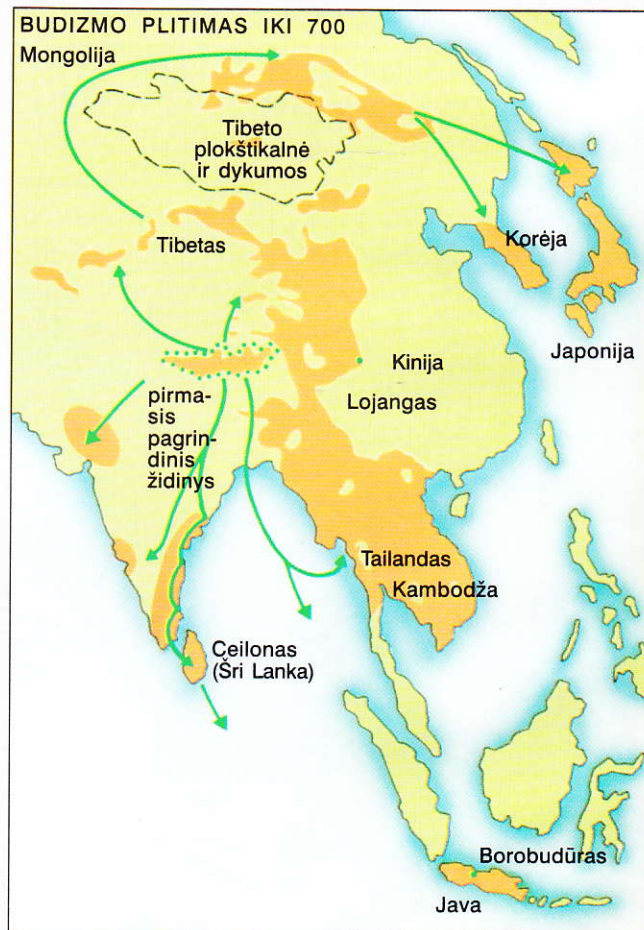 BUDIZMO PLITIMAS IKI 700
Mongolija
Tibeto
plokštikalnė
ir dykumos
Tibetas
Korėja
Japonija
Kinija
Lojangas
pirma-
sis
pagrin-
dinis
židinys
Tailandas
Kambodža
Ceilonas
(Šri Lanka)
Borobudūras
Java